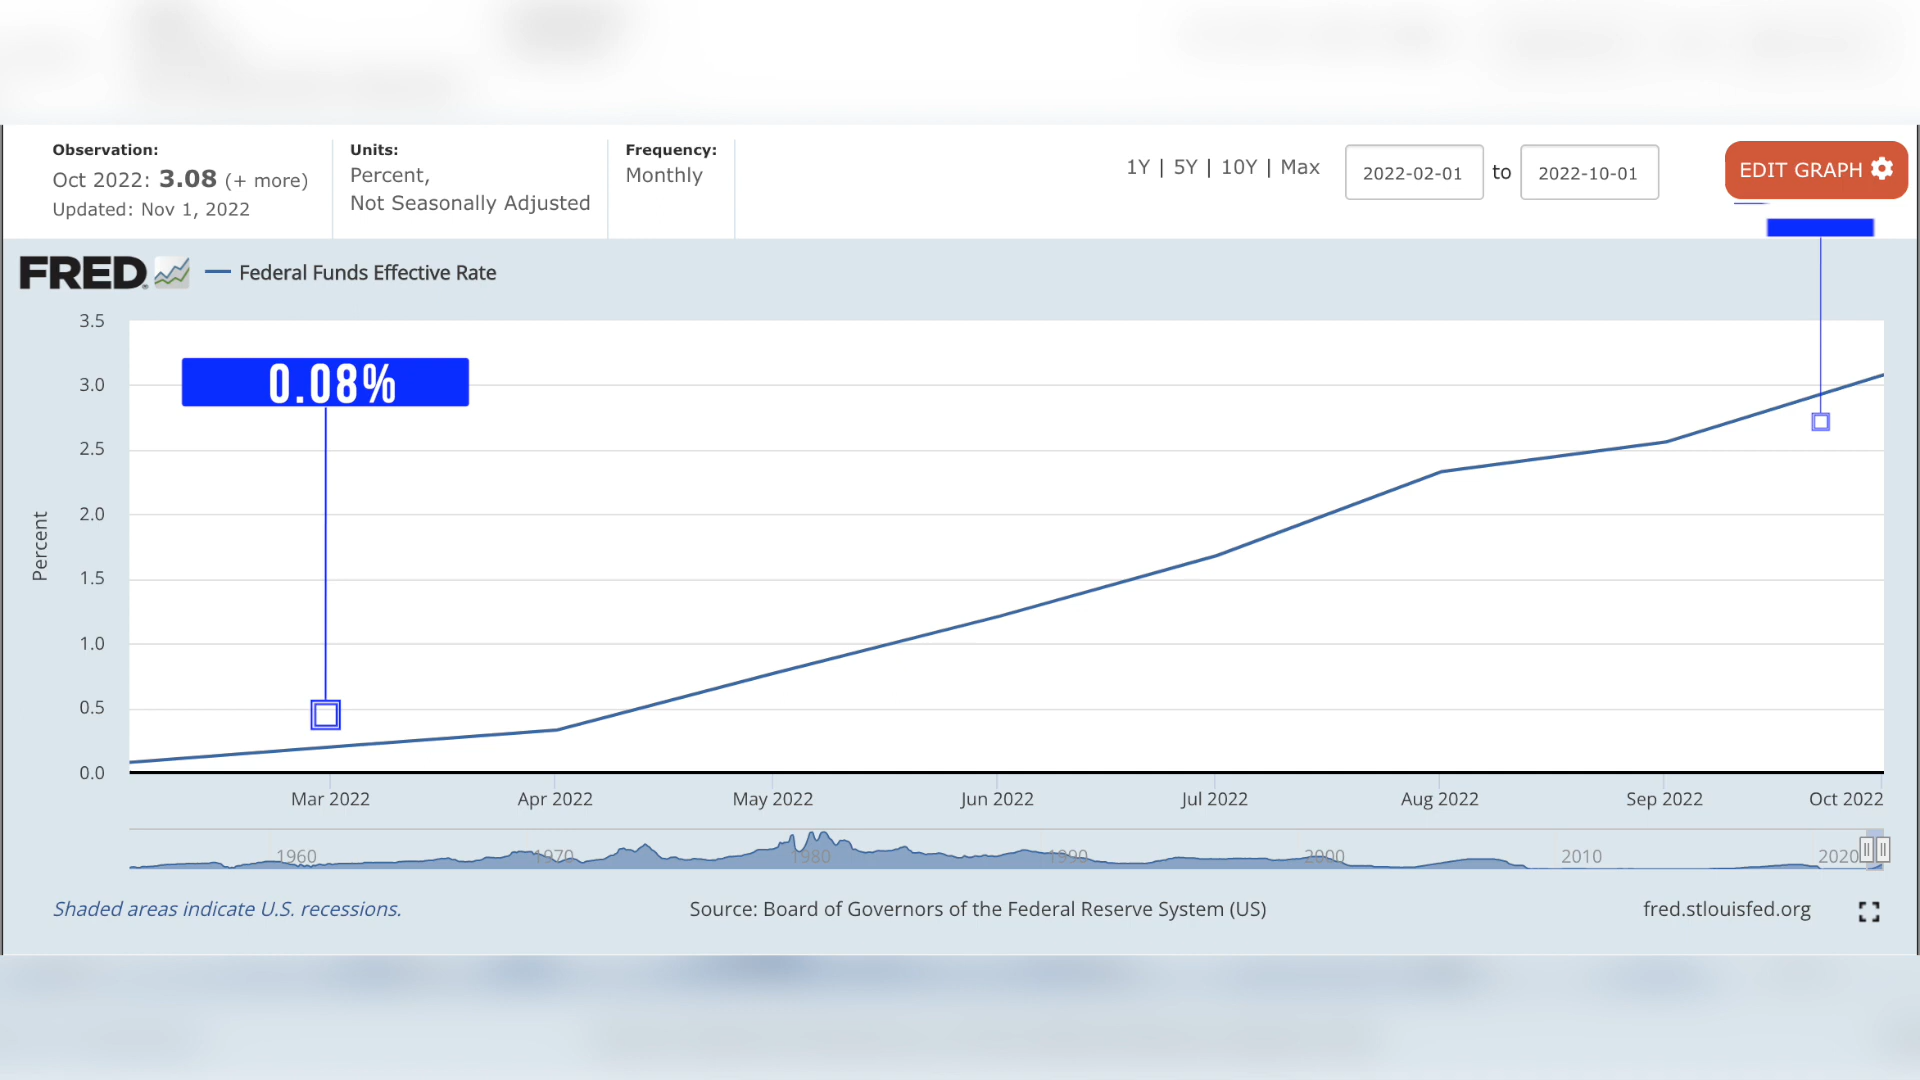 Observation:
Oct 2022: 3.08 (+ more)
Updated: Nov 1, 2022
Units:
Percent,
Not Seasonally Adjusted
Frequency:
Monthly
1Y | 5Y | 10Y | Max
2022-02-01 to 2022-10-01
EDIT GRAPH
FRED
Federal Funds Effective Rate
0.08%
Percent
3.5
3.0
2.5
2.0
1.5
1.0
0.5
0.0
Mar 2022 Apr 2022 May 2022 Jun 2022 Jul 2022 Aug 2022 Sep 2022 Oct 2022
1960 1970 1980 1990 2000 2010 2020
Shaded areas indicate U.S. recessions.
Source: Board of Governors of the Federal Reserve System (US)
fred.stlouisfed.org